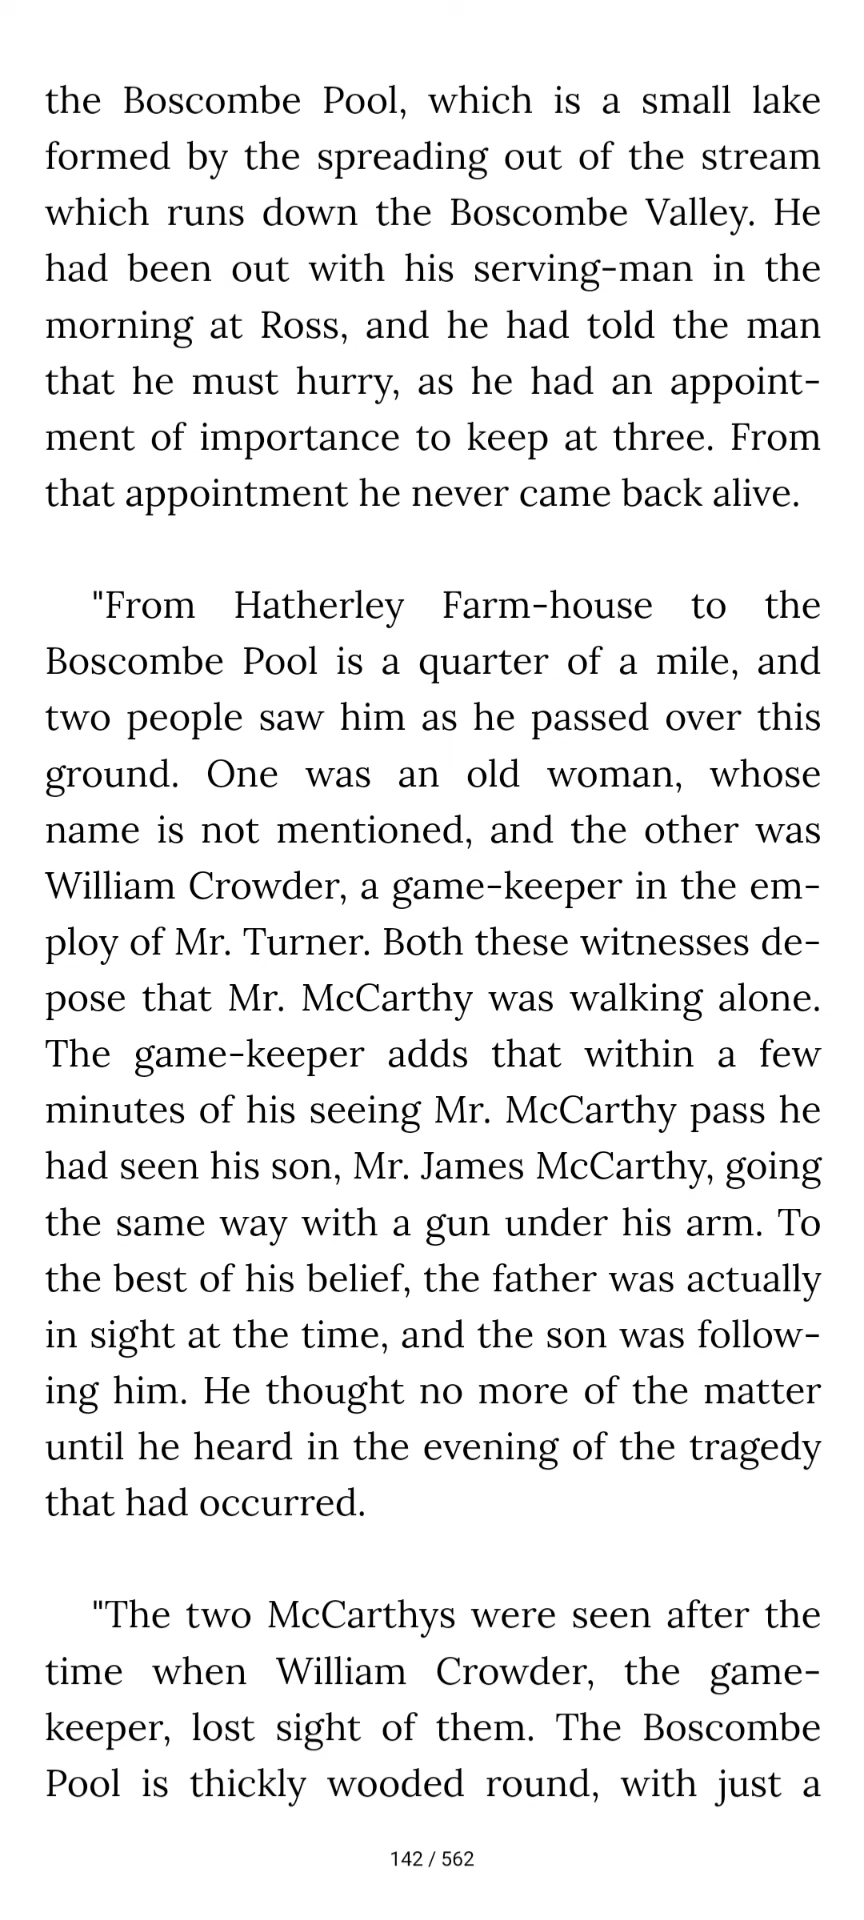 the Boscombe Pool, which is a small lake
formed by the spreading out of the stream
which runs down the Boscombe Valley. He
had been out with his serving-man in the
morning at Ross, and he had told the man
that he must hurry, as he had an appoint-
ment of importance to keep at three. From
that appointment he never came back alive.
"From Hatherley Farm-house to the
Boscombe Pool is a quarter of a mile, and
two people saw him as he passed over this
ground. One was an old woman, whose
name is not mentioned, and the other was
William Crowder, a game-keeper in the em-
ploy of Mr. Turner. Both these witnesses de-
pose that Mr. McCarthy was walking alone.
The game-keeper adds that within a few
minutes of his seeing Mr. McCarthy pass he
had seen his son, Mr. James McCarthy, going
the same way with a gun under his arm. To
the best of his belief, the father was actually
in sight at the time, and the son was follow-
ing him. He thought no more of the matter
until he heard in the evening of the tragedy
that had occurred.
"The two McCarthys were seen after the
time when William Crowder, the game-
keeper, lost sight of them. The Boscombe
Pool is thickly wooded round, with just a
142 / 562